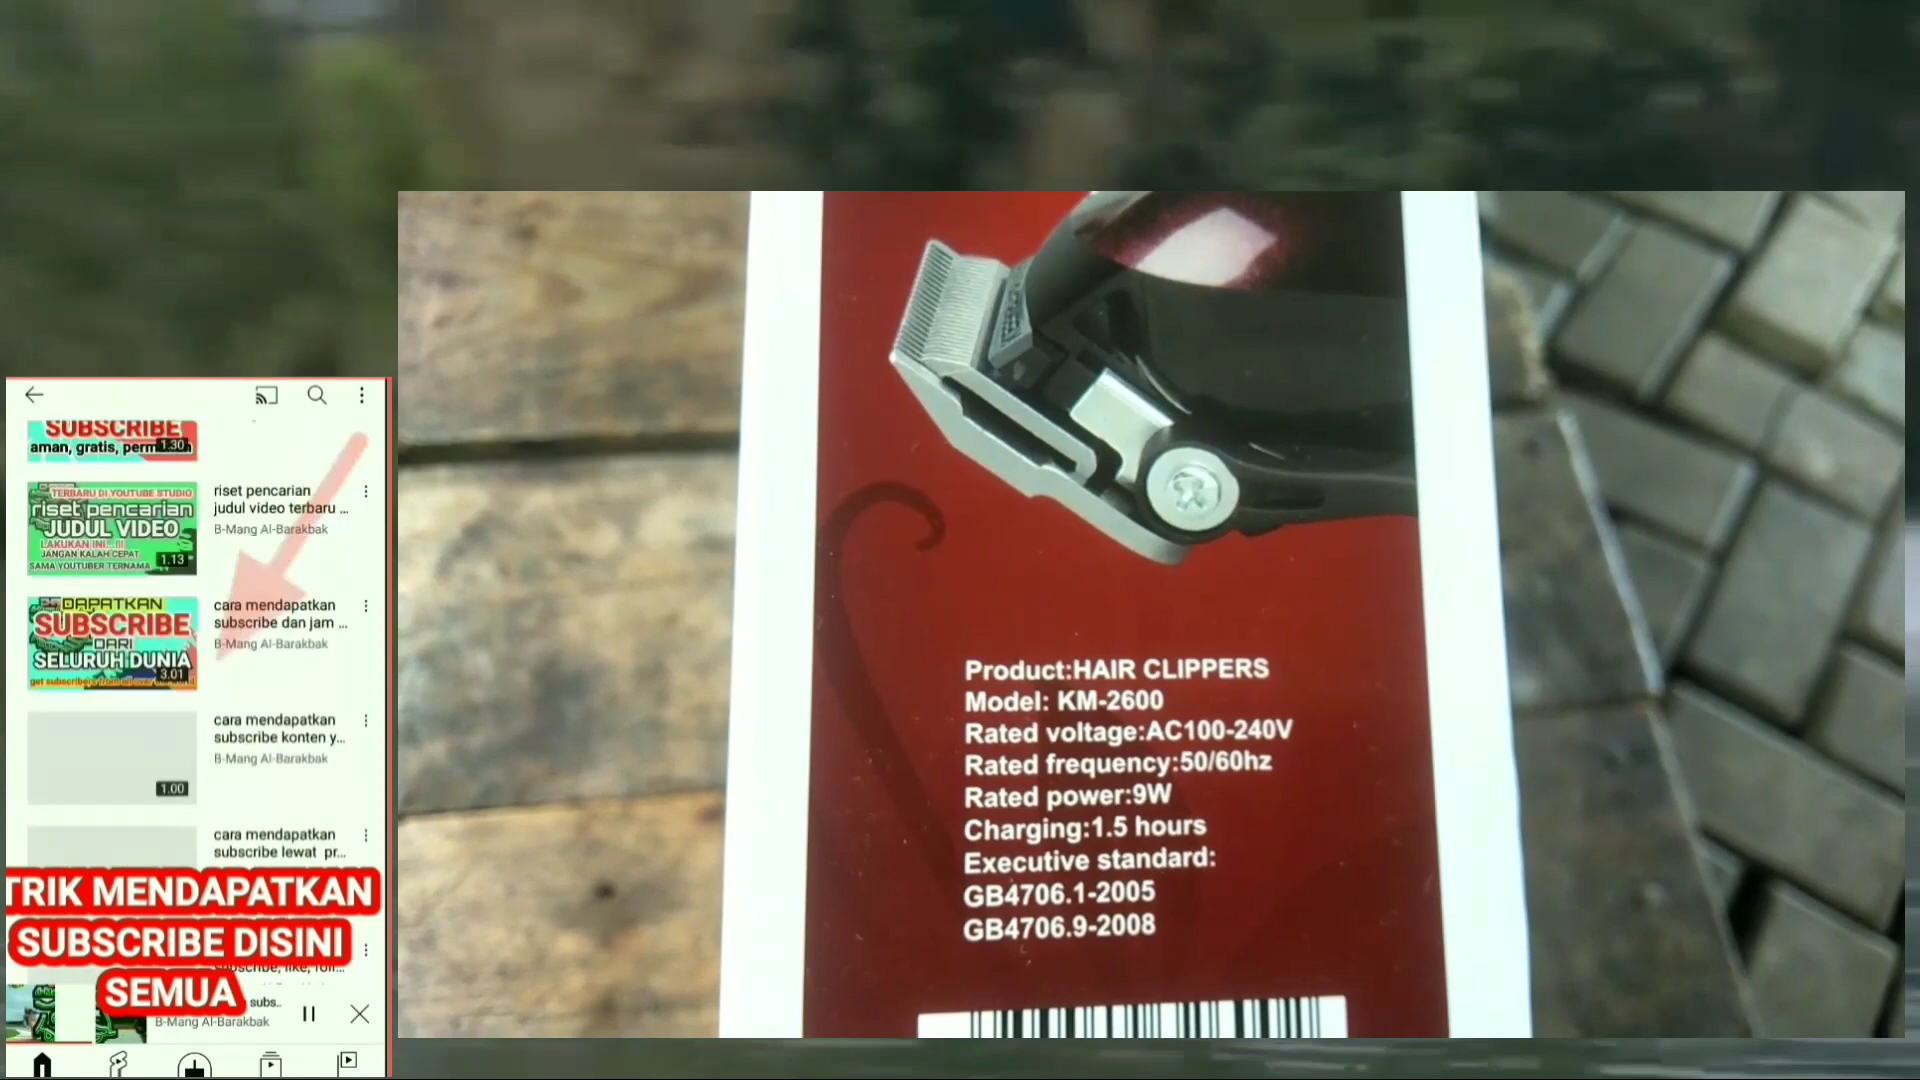 SUBSCRIBE
aman, gratis,
1.30
TERBARU DI YOUTUBE STUDIO
riset pencarian
JUDUL VIDEO
LAKUKAN INI...!!!
JANGAN KALAH CEPAT
SAMA YOUTUBER TERNAMA
1.13
riset pencarian
judul video terbaru ...
B-Mang Al-Barakbak
DAPATKAN
SUBSCRIBE
DARI
SELURUH DUNIA
3.01
cara mendapatkan
subscribe dan jam ...
B-Mang Al-Barakbak
1.00
cara mendapatkan
subscribe konten y...
B-Mang Al-Barakbak
cara mendapatkan
subscribe lewat pr...
TRIK MENDAPATKAN
SUBSCRIBE DISINI
SEMUA
subs..
B-Mang Al-Barakbak
Product:HAIR CLIPPERS
Model: KM-2600
Rated voltage:AC100-240V
Rated frequency:50/60hz
Rated power:9W
Charging:1.5 hours
Executive standard:
GB4706.1-2005
GB4706.9-2008